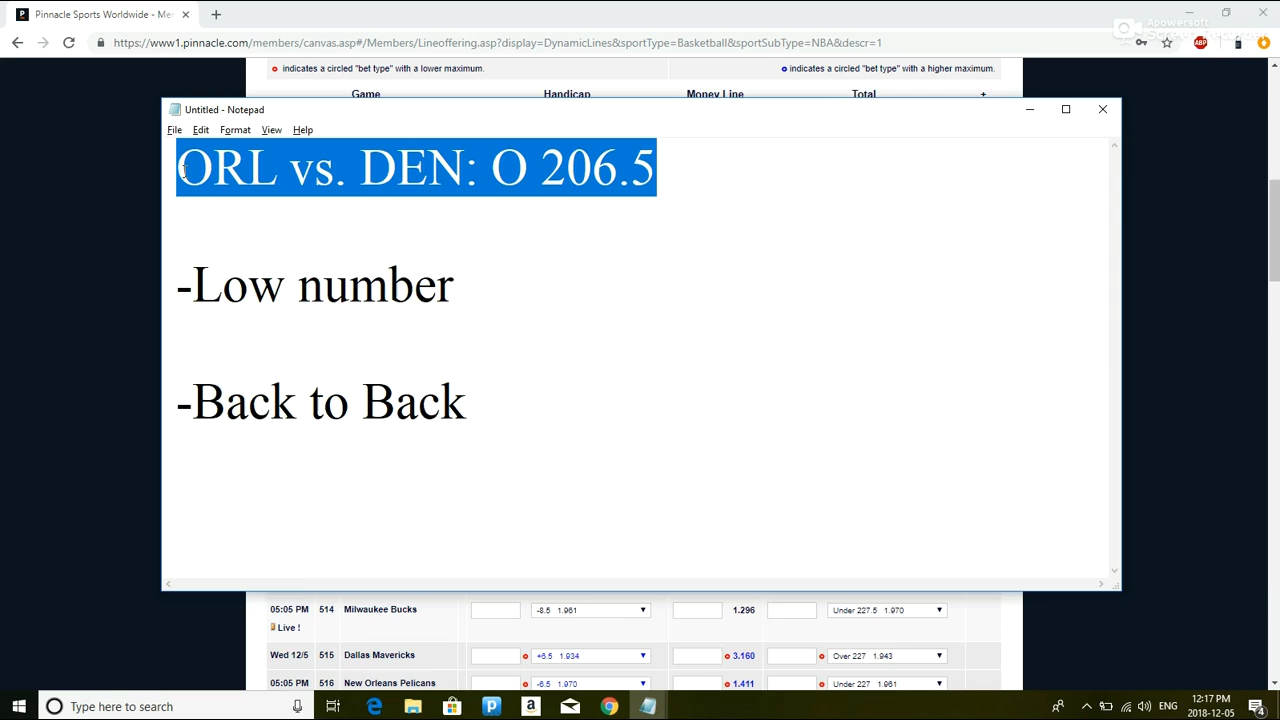 Pinnacle Sports Worldwide - Me
https://www1.pinnacle.com/members/canvas.asp#/Members/Lineoffering.asp?display=DynamicLines&sportType=Basketball&sportSubType=NBA&descr=1
Apowersoft
Screen Recorder
ABP
indicates a circled "bet type" with a lower maximum. indicates a circled "bet type" with a higher maximum.
Game Handicap Money Line Total +
Untitled - Notepad
File Edit Format View Help
ORL vs. DEN: O 206.5
-Low number
-Back to Back
05:05 PM 514 Milwaukee Bucks -8.5 1.961 1.296 Under 227.5 1.970
Live !
Wed 12/5 515 Dallas Mavericks +6.5 1.934 3.160 Over 227 1.943
05:05 PM 516 New Orleans Pelicans -6.5 1.970 1.411 Under 227 1.961
Type here to search
ENG
12:17 PM
2018-12-05
4